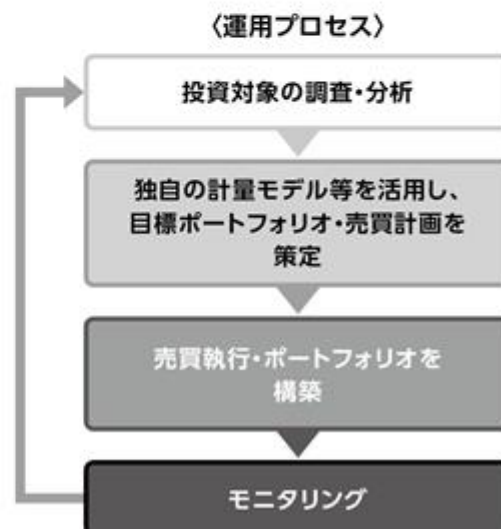 〈運用プロセス〉
投資対象の調査・分析
独自の計量モデル等を活用し、
目標ポートフォリオ・売買計画を
策定
売買執行・ポートフォリオを
構築
モニタリング